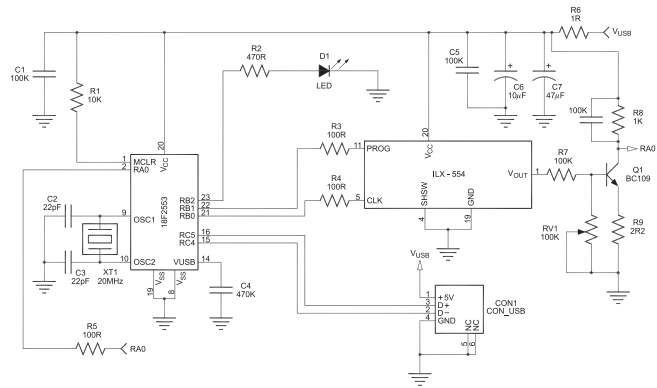 R6
1R
VUSB
C1
100K
R1
10K
R2
470R
D1
LED
C5
100K
C6
10µF
C7
47µF
100K
R8
1K
RA0
20
VCC
1
MCLR
2
RA0
18F2553
RB2
23
RB1
22
RB0
21
R3
100R
R4
100R
11
PROG
20
VCC
ILX - 554
VOUT
1
5
CLK
SHSW
4
GND
19
R7
100K
Q1
BC109
RV1
100K
R9
2R2
C2
22pF
9
OSC1
RC5
16
RC4
15
10
OSC2
VUSB
14
C3
22pF
XT1
20MHz
VSS
19
VSS
8
C4
470K
VUSB
CON1
CON_USB
1
+5V
3
D+
2
D−
4
GND
NC
5
NC
6
R5
100R
RA0